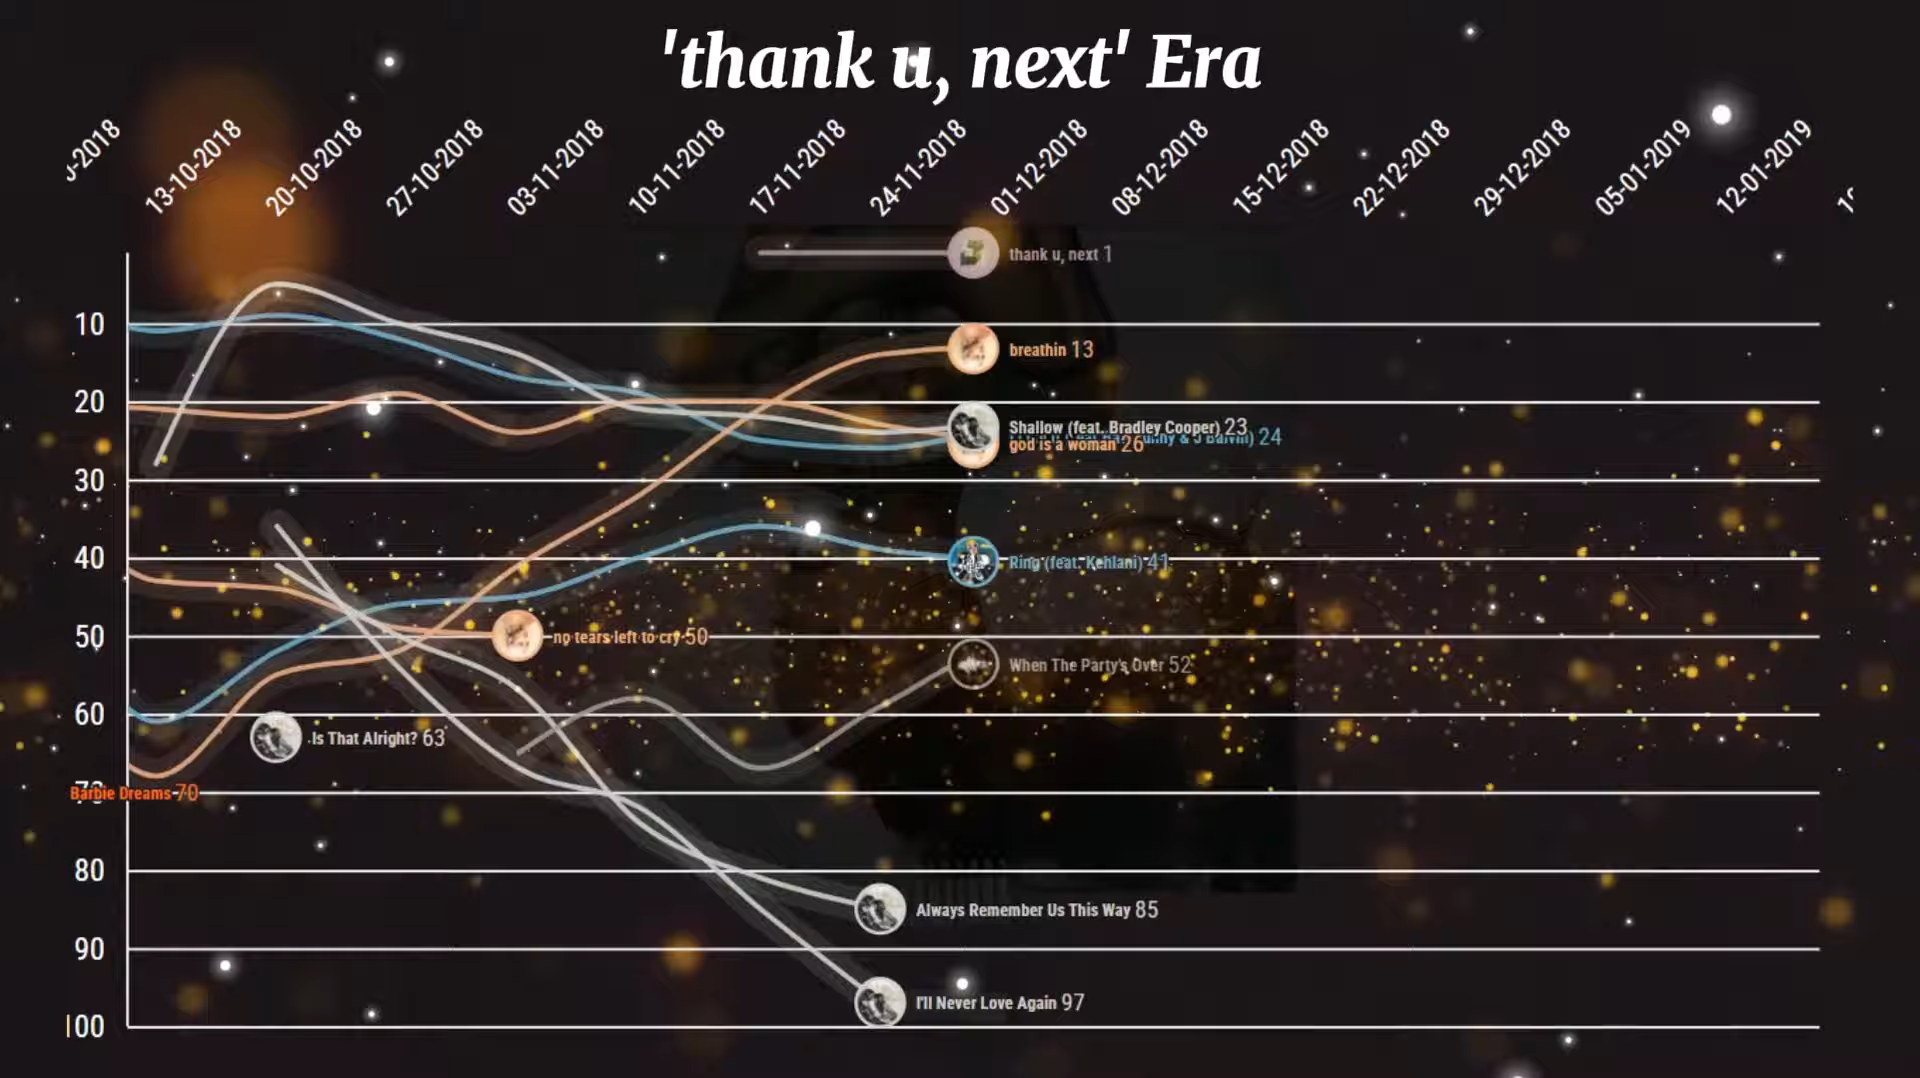 'thank u, next' Era
-2018
13-10-2018
20-10-2018
27-10-2018
03-11-2018
10-11-2018
17-11-2018
24-11-2018
01-12-2018
08-12-2018
15-12-2018
22-12-2018
29-12-2018
05-01-2019
12-01-2019
thank u, next 1
10
breathin 13
20
Shallow (feat. Bradley Cooper) 23
& J Balvin) 24
god is a woman 26
30
40
Ring (feat. Kehlani) 41
50
no tears left to cry 50
When The Party's Over 52
60
Is That Alright? 63
70
Barbie Dreams 70
80
Always Remember Us This Way 85
90
I'll Never Love Again 97
100